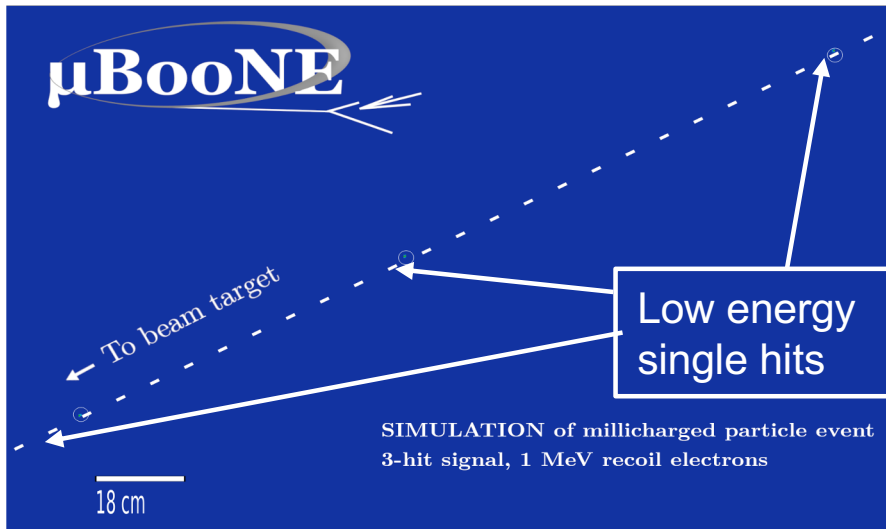 µBooNE
To beam target
Low energy
single hits
SIMULATION of millicharged particle event
3-hit signal, 1 MeV recoil electrons
18 cm